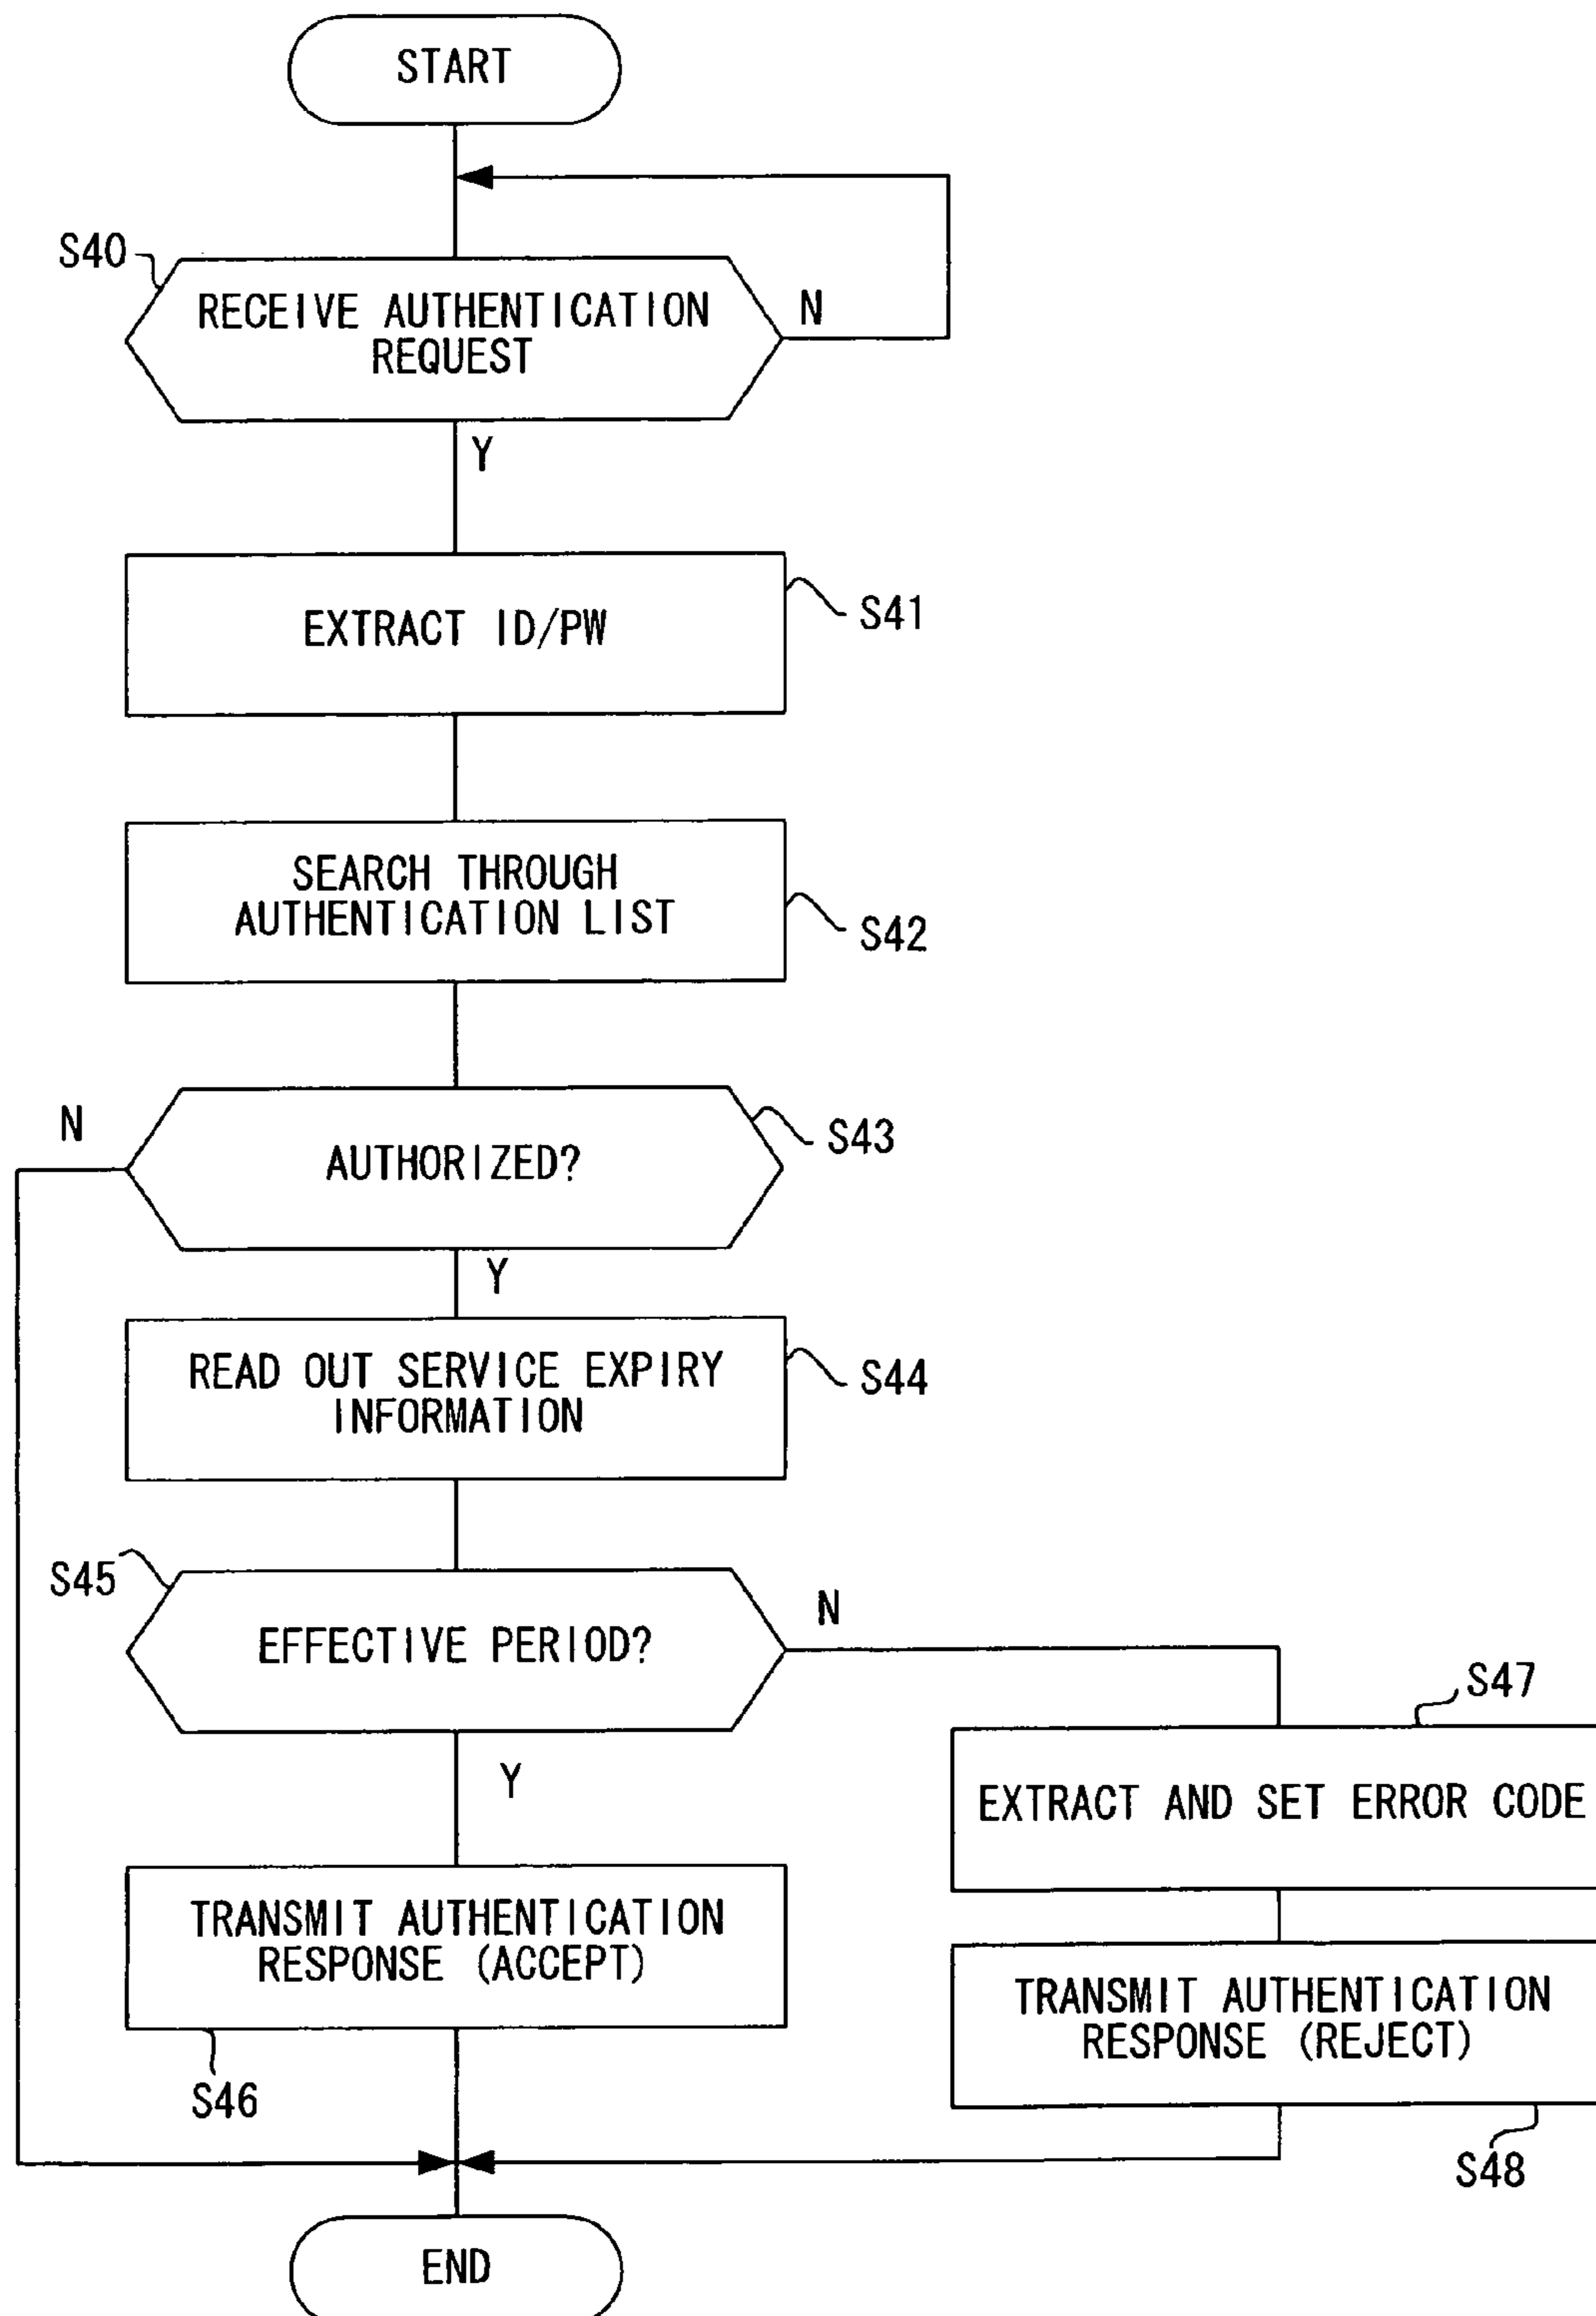 START
S40
RECEIVE AUTHENTICATION
REQUEST
N
Y
EXTRACT ID/PW
S41
SEARCH THROUGH
AUTHENTICATION LIST
S42
N
AUTHORIZED?
S43
Y
READ OUT SERVICE EXPIRY
INFORMATION
S44
S45
EFFECTIVE PERIOD?
N
S47
EXTRACT AND SET ERROR CODE
Y
TRANSMIT AUTHENTICATION
RESPONSE (ACCEPT)
S46
TRANSMIT AUTHENTICATION
RESPONSE (REJECT)
S48
END